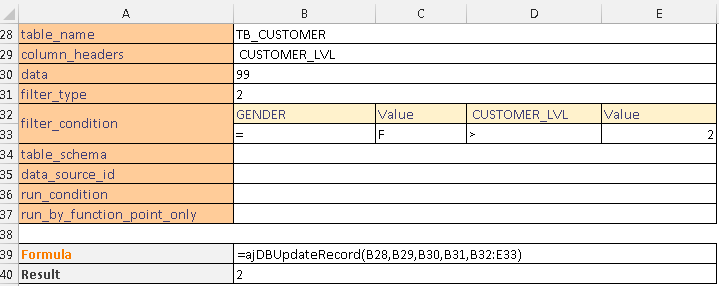 A B C D E
28 table_name TB_CUSTOMER
29 column_headers CUSTOMER_LVL
30 data 99
31 filter_type 2
32 filter_condition GENDER Value CUSTOMER_LVL Value
33 = F > 2
34 table_schema
35 data_source_id
36 run_condition
37 run_by_function_point_only
38
39 Formula =ajDBUpdateRecord(B28,B29,B30,B31,B32:E33)
40 Result 2